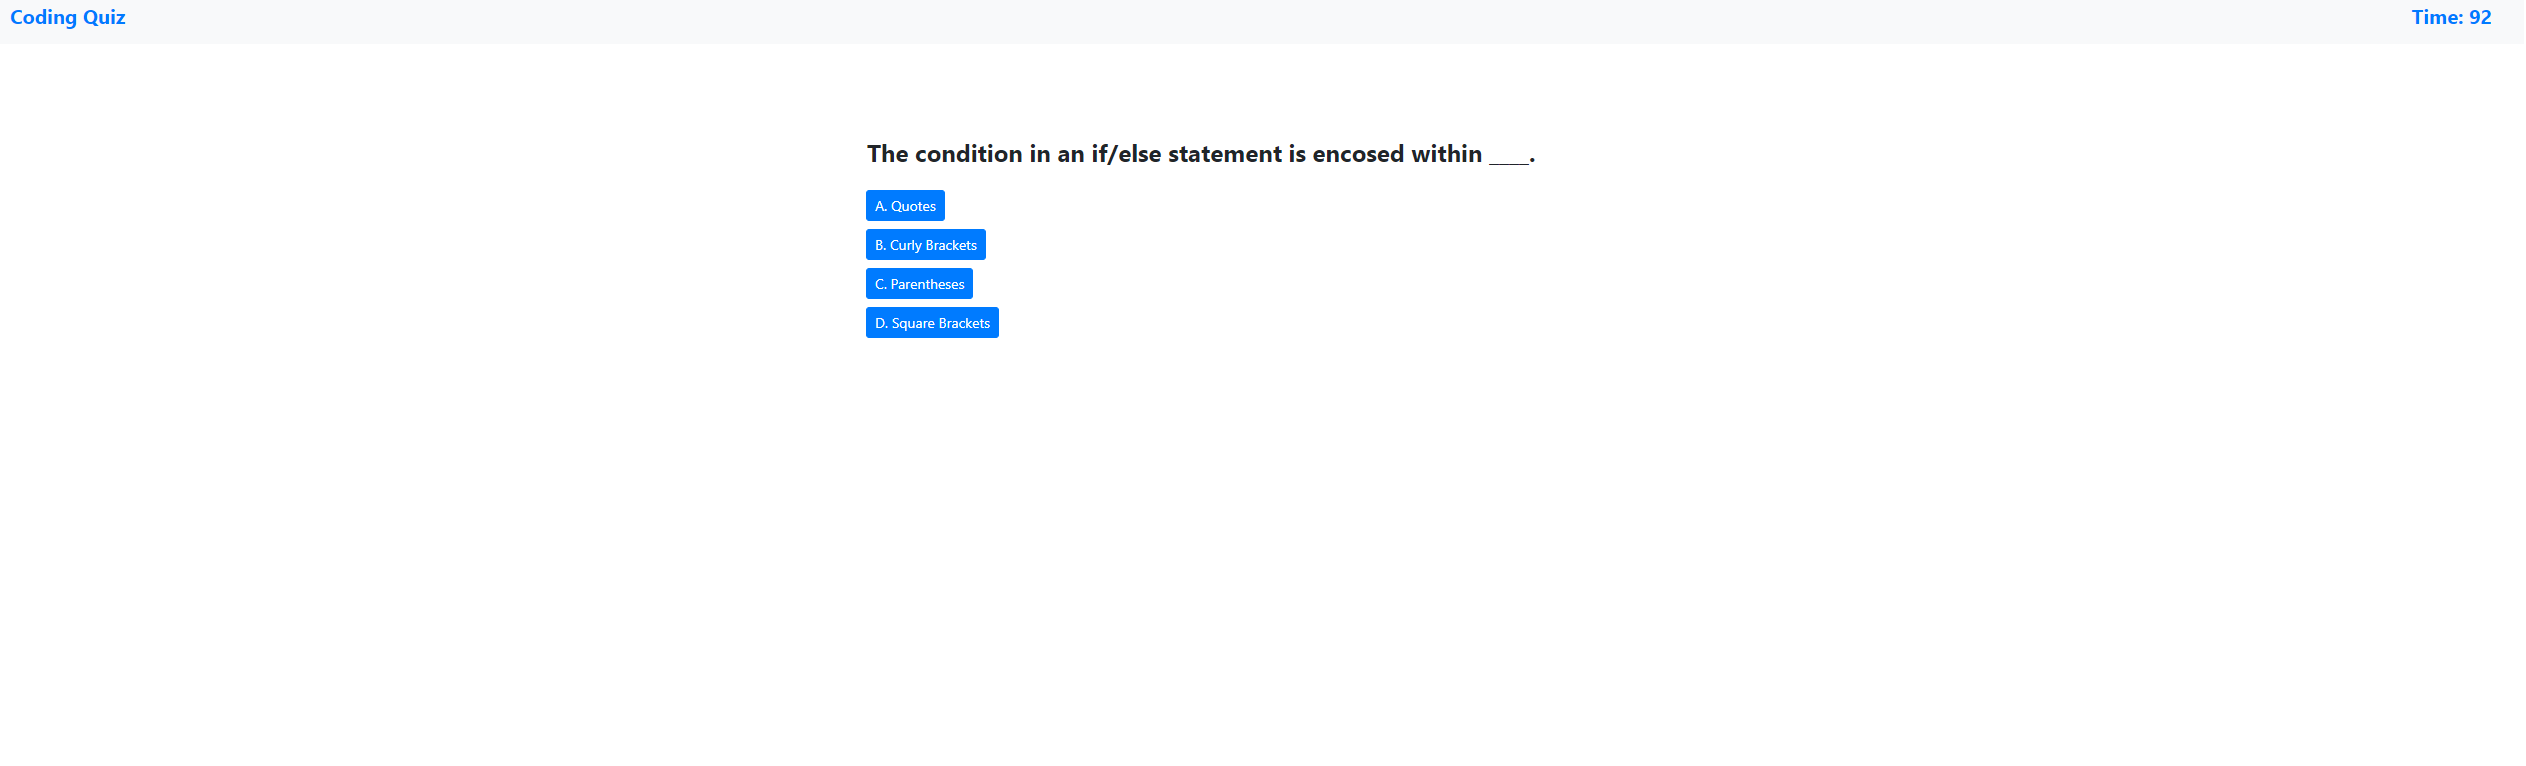 Coding Quiz
Time: 92
The condition in an if/else statement is encosed within ____.
A. Quotes
B. Curly Brackets
C. Parentheses
D. Square Brackets